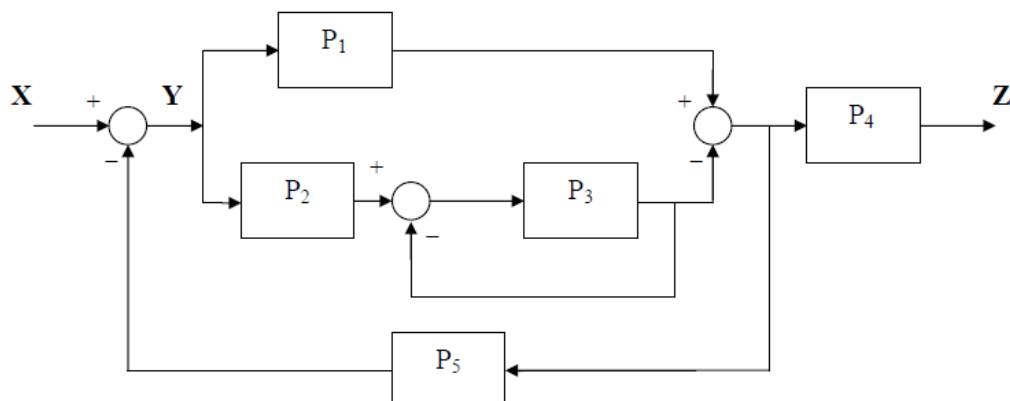 P₁
X
+
Y
+
Z
−
−
P₄
P₂
+
P₃
−
P₅